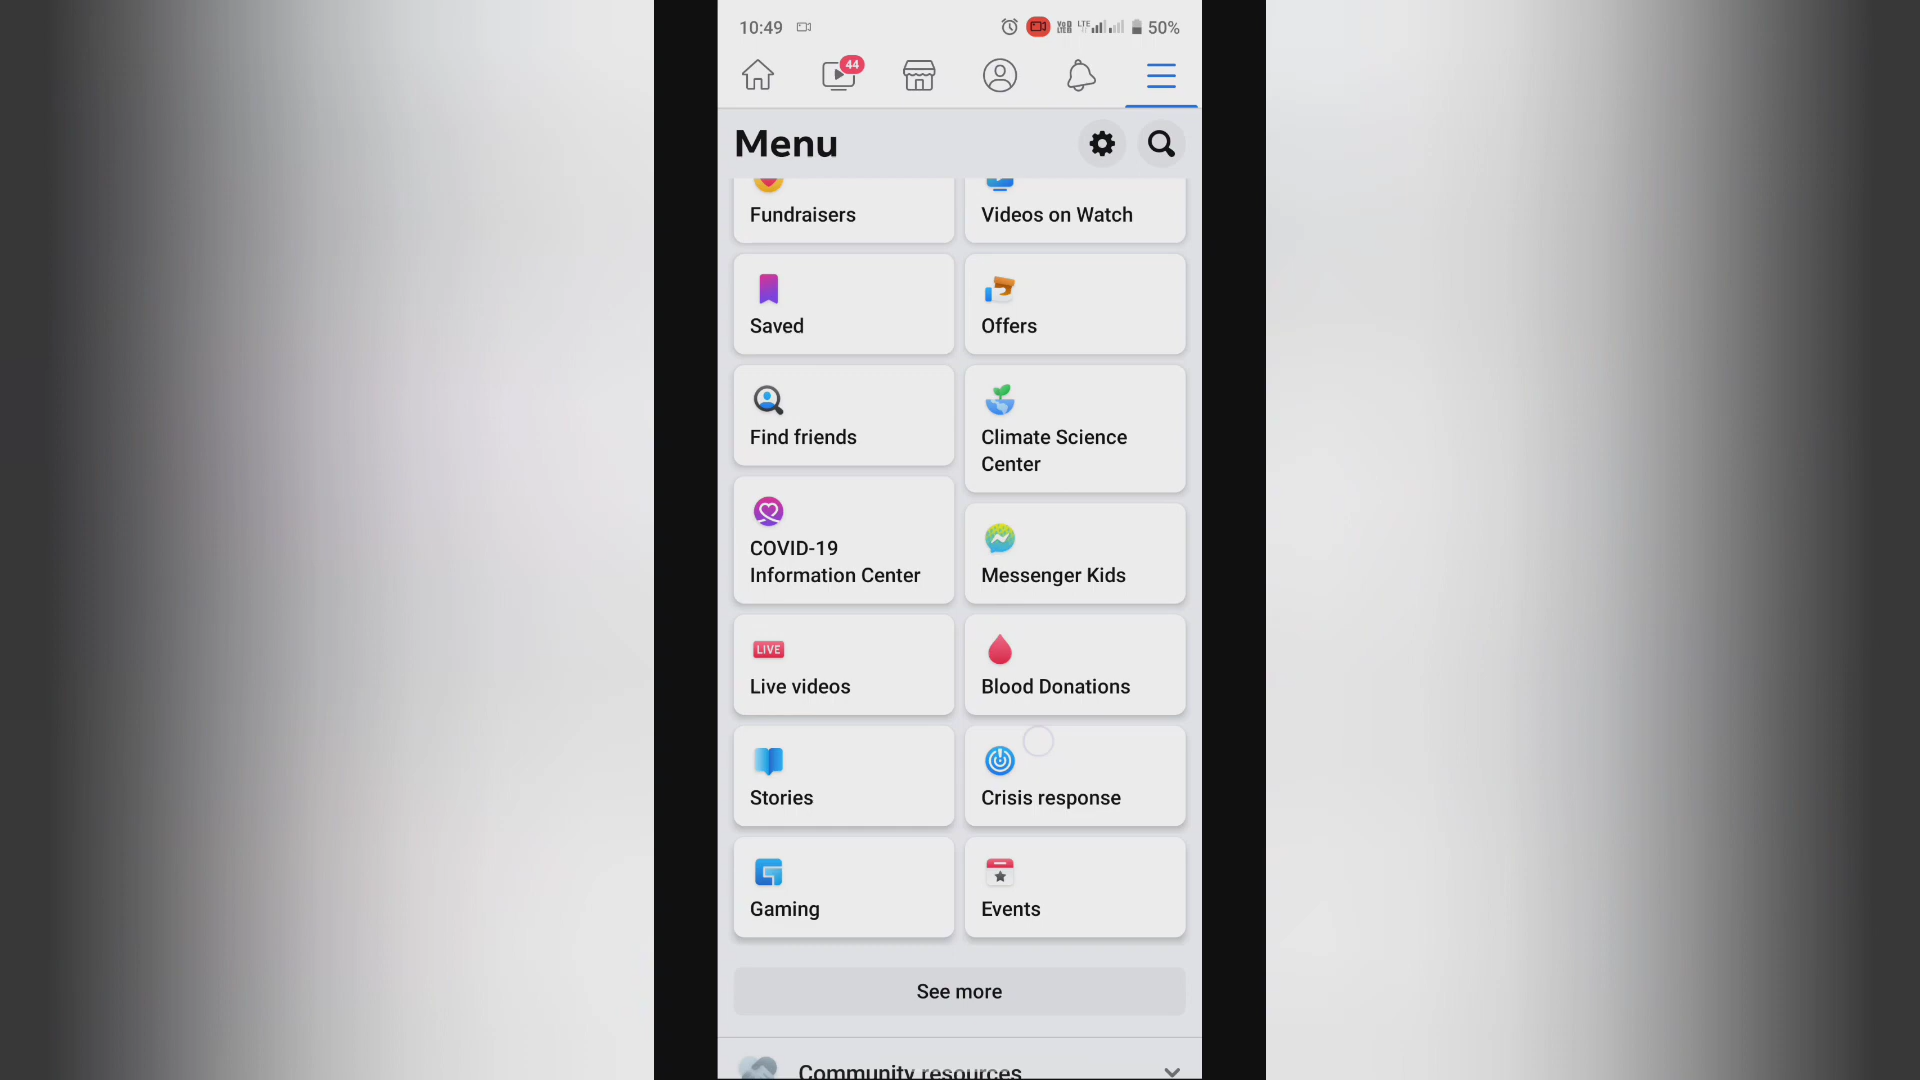 10:49
LTE
50%
44
Menu
Fundraisers
Videos on Watch
Saved
Offers
Find friends
Climate Science
Center
COVID-19
Information Center
Messenger Kids
LIVE
Live videos
Blood Donations
Stories
Crisis response
Gaming
Events
See more
Community resources